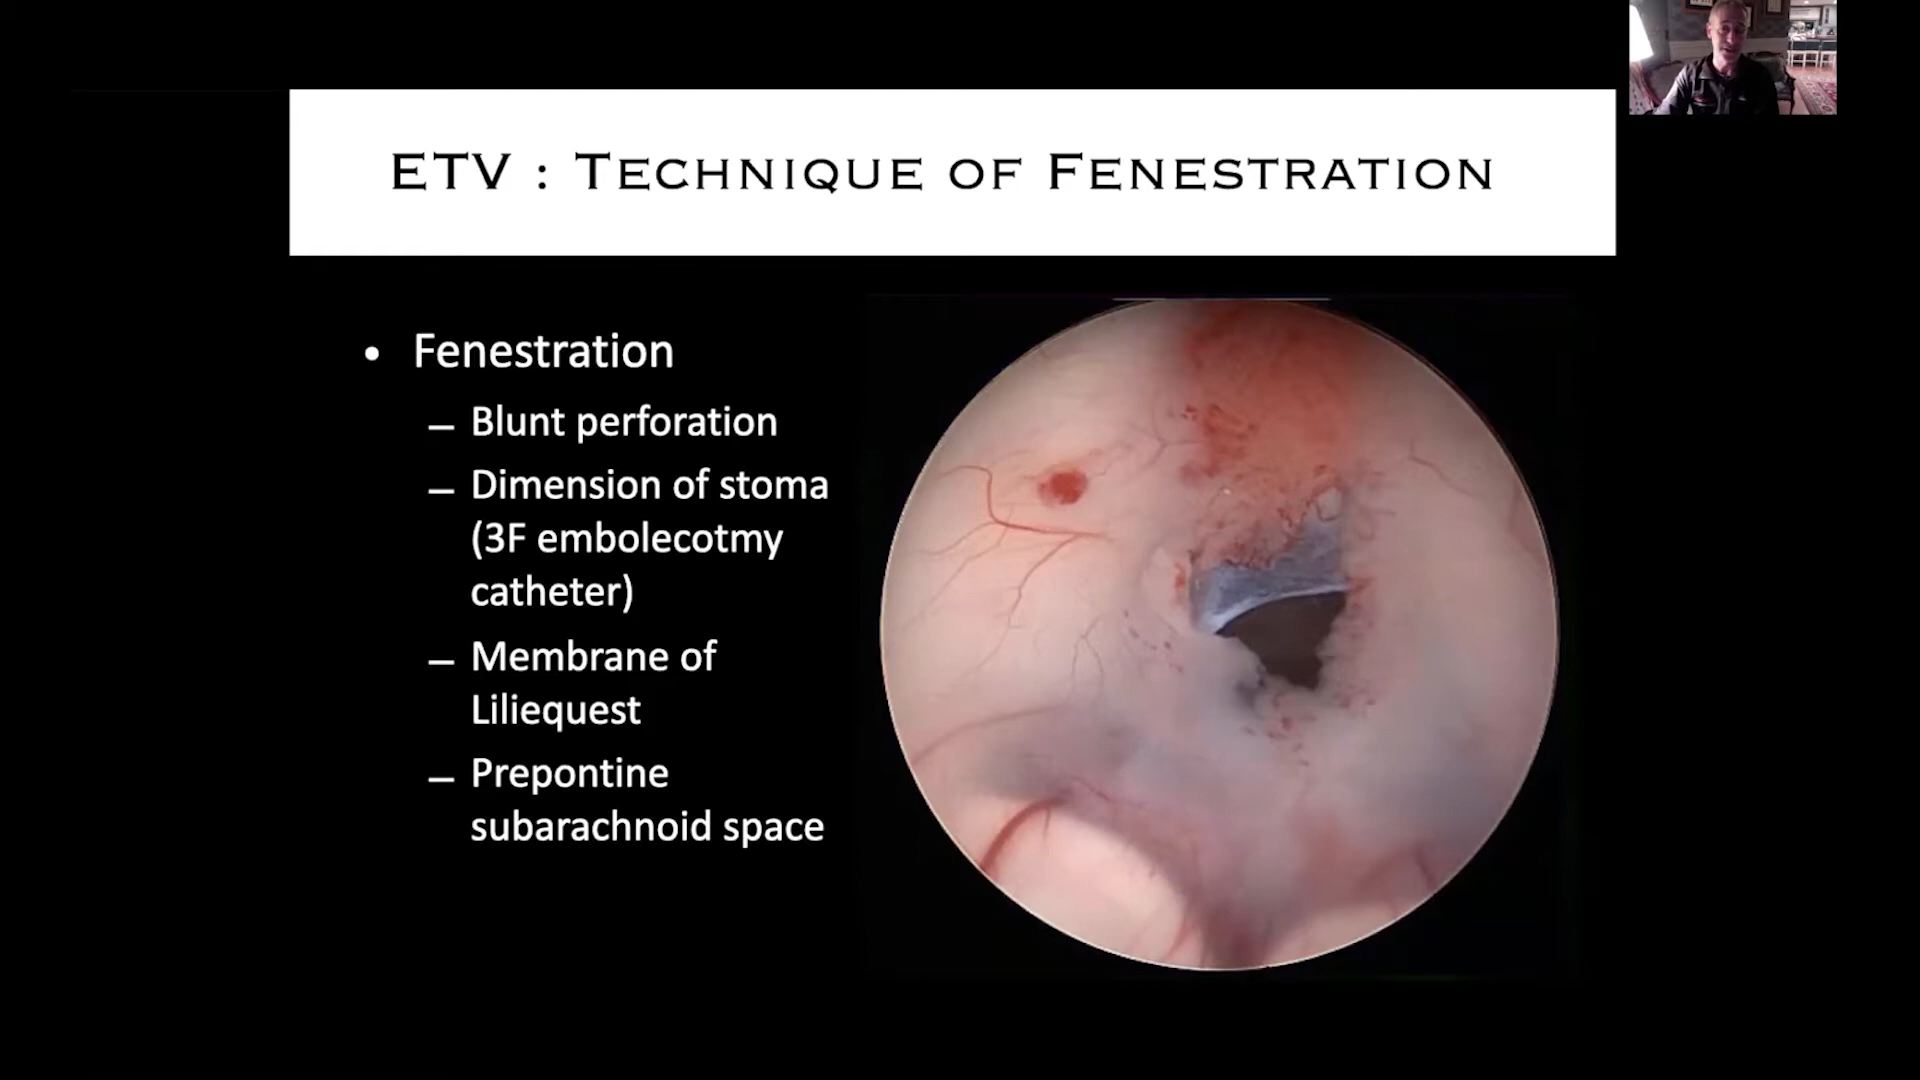 ETV : Technique of Fenestration
• Fenestration
– Blunt perforation
– Dimension of stoma
(3F embolecotmy
catheter)
– Membrane of
Liliequest
– Prepontine
subarachnoid space